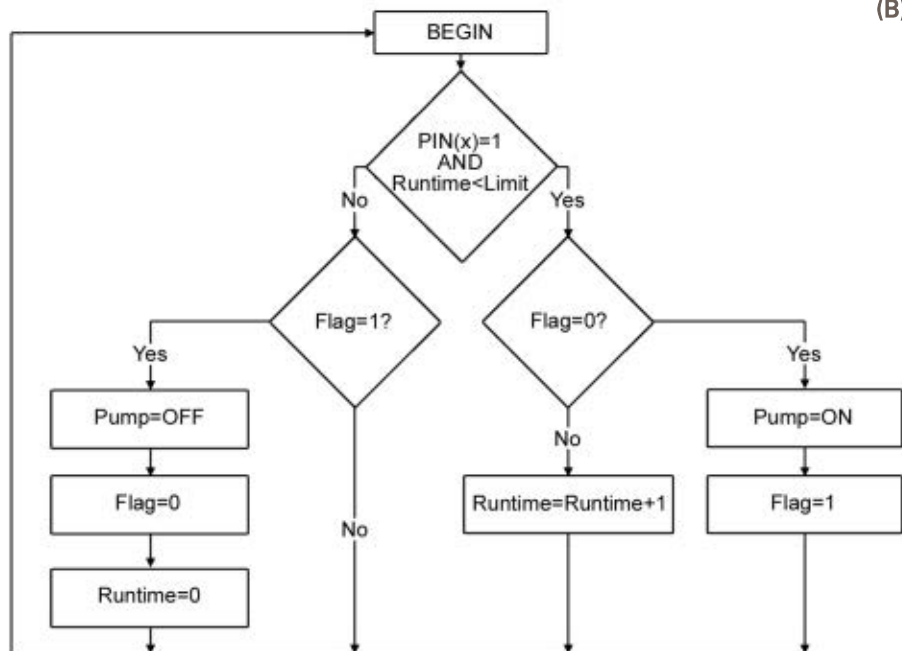 (B)
BEGIN
PIN(x)=1
AND
Runtime<Limit
No
Yes
Flag=1?
Flag=0?
Yes
Yes
Pump=OFF
Pump=ON
No
Flag=0
Runtime=Runtime+1
Flag=1
No
Runtime=0